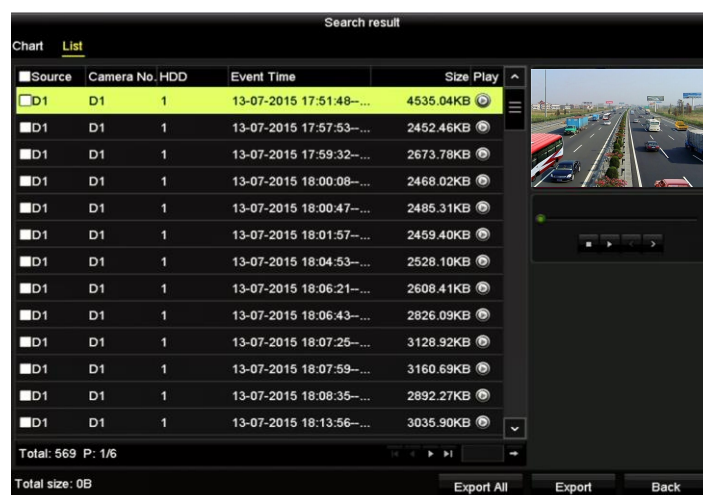 Search result
Chart List
Source Camera No. HDD Event Time Size Play
D1 D1 1 13-07-2015 17:51:48--... 4535.04KB
D1 D1 1 13-07-2015 17:57:53--... 2452.46KB
D1 D1 1 13-07-2015 17:59:32--... 2673.78KB
D1 D1 1 13-07-2015 18:00:08--... 2468.02KB
D1 D1 1 13-07-2015 18:00:47--... 2485.31KB
D1 D1 1 13-07-2015 18:01:57--... 2459.40KB
D1 D1 1 13-07-2015 18:04:53--... 2528.10KB
D1 D1 1 13-07-2015 18:06:21--... 2608.41KB
D1 D1 1 13-07-2015 18:06:43--... 2826.09KB
D1 D1 1 13-07-2015 18:07:25--... 3128.92KB
D1 D1 1 13-07-2015 18:07:59--... 3160.69KB
D1 D1 1 13-07-2015 18:08:35--... 2892.27KB
D1 D1 1 13-07-2015 18:13:56--... 3035.90KB
Total: 569 P: 1/6
Total size: 0B Export All Export Back